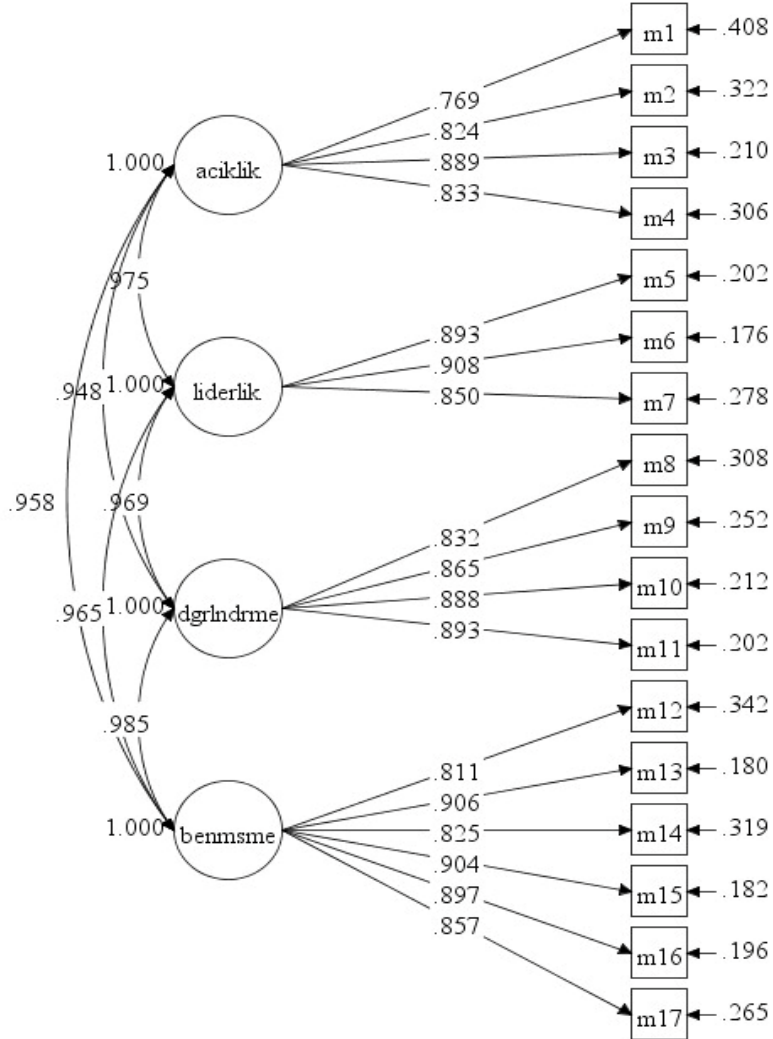 m1 .408
m2 .322
.769
.824
m3 .210
1.000 aciklik .889
.833
m4 .306
m5 .202
.975
.893
m6 .176
.908
.948 1.000 liderlik .850
m7 .278
m8 .308
.958 .969
m9 .252
.832
.865
m10 .212
.965 1.000 dgrlndrme .888
.893
m11 .202
m12 .342
.985
m13 .180
.811
.906
1.000 benmsme .825 m14 .319
.904
m15 .182
.897
.857
m16 .196
m17 .265